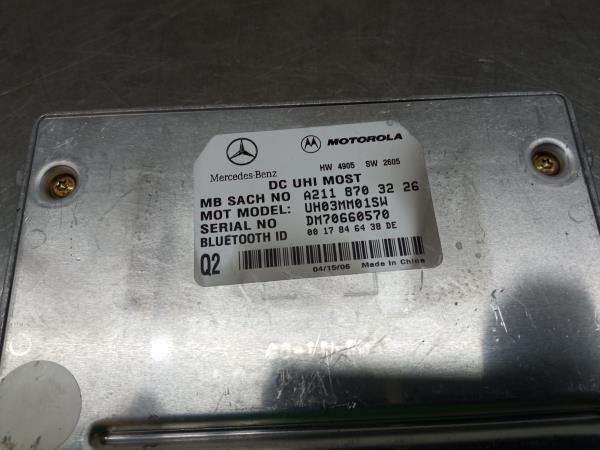 MOTOROLA
Mercedes-Benz
HW 4905 SW 2605
DC UHI MOST
MB SACH NO A211 870 32 26
MOT MODEL: UH03MM01SW
SERIAL NO DM70660570
BLUETOOTH ID 00 17 84 64 38 DE
Q2
04/15/06 Made in China